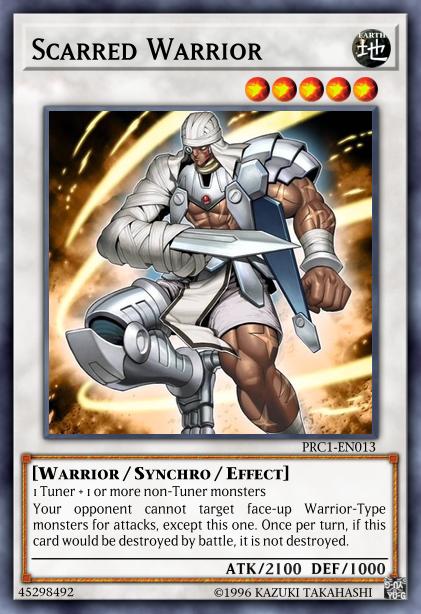 Scarred Warrior
EARTH
地
PRC1-EN013
[Warrior / Synchro / Effect]
1 Tuner + 1 or more non-Tuner monsters
Your opponent cannot target face-up Warrior-Type
monsters for attacks, except this one. Once per turn, if this
card would be destroyed by battle, it is not destroyed.
ATK/2100 DEF/1000
45298492
©1996 KAZUKI TAKAHASHI